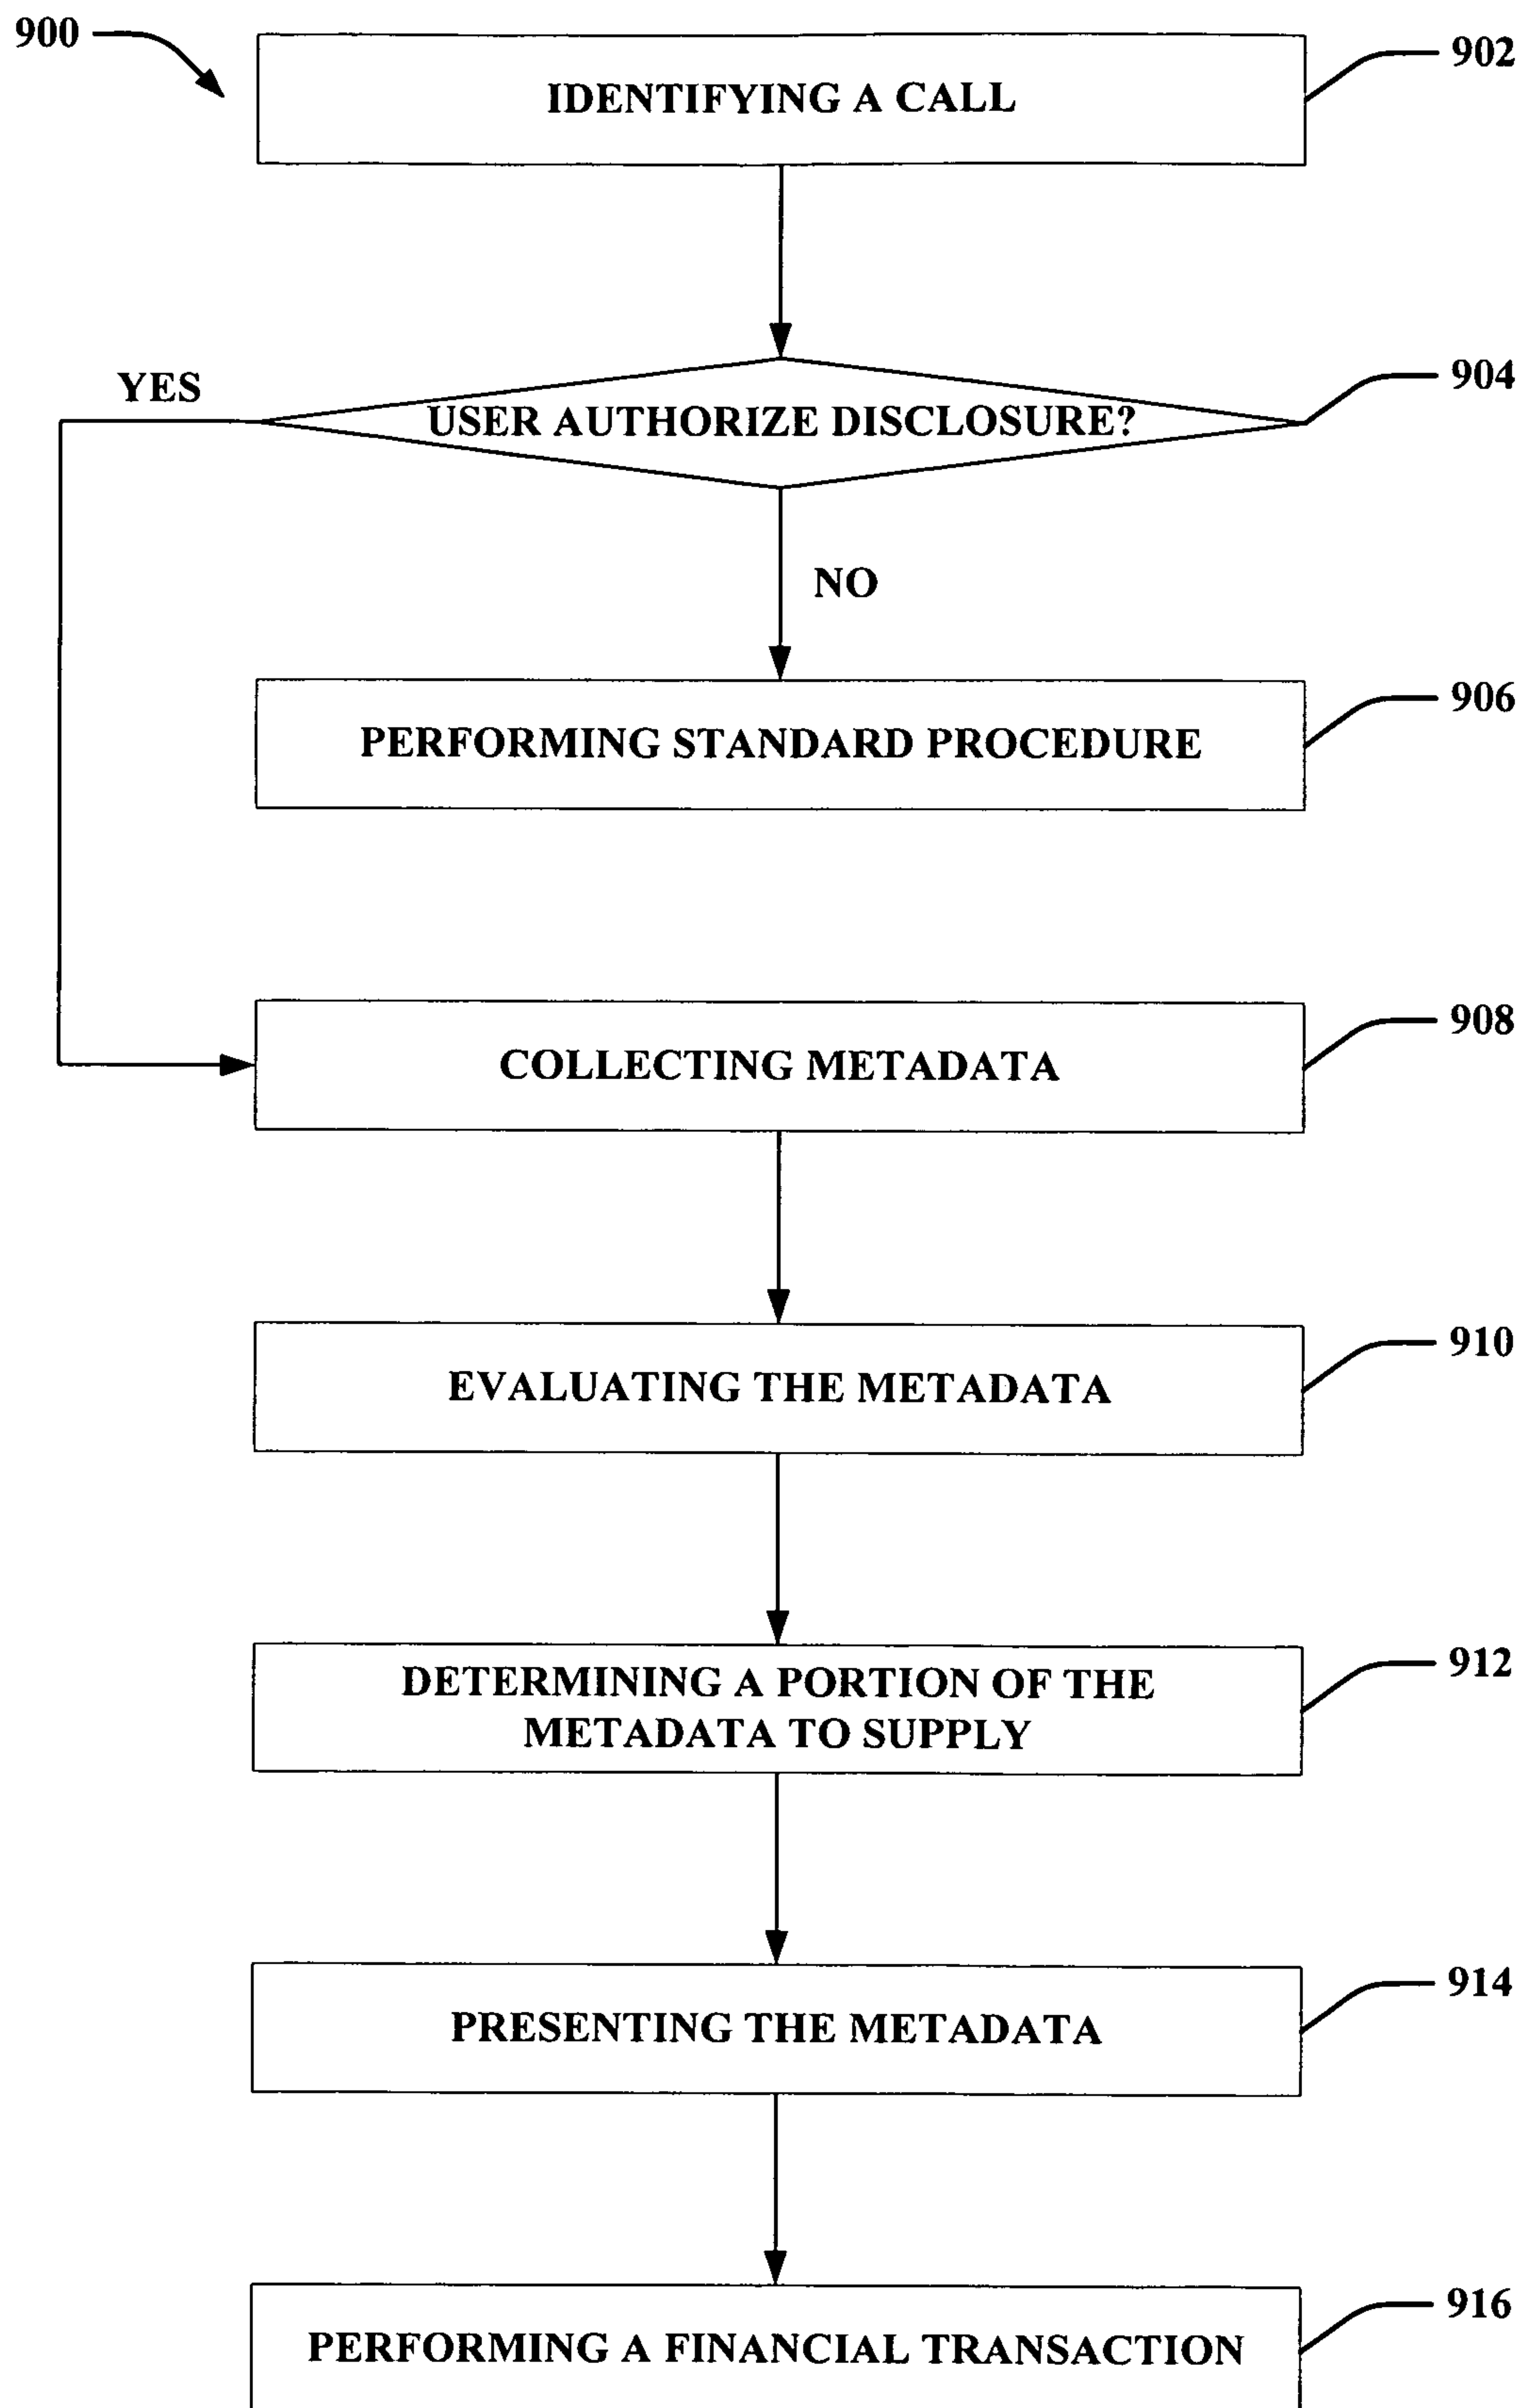 900
IDENTIFYING A CALL
902
YES
USER AUTHORIZE DISCLOSURE?
904
NO
PERFORMING STANDARD PROCEDURE
906
COLLECTING METADATA
908
EVALUATING THE METADATA
910
DETERMINING A PORTION OF THE
METADATA TO SUPPLY
912
PRESENTING THE METADATA
914
PERFORMING A FINANCIAL TRANSACTION
916